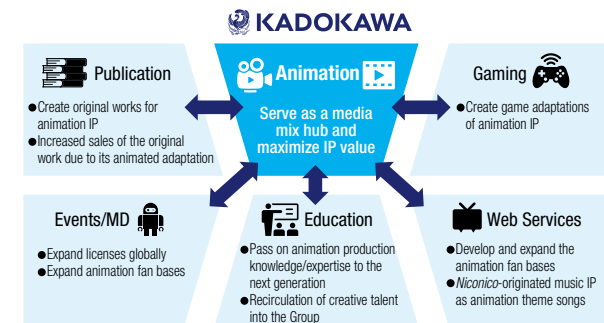 KADOKAWA
Publication
●Create original works for
animation IP
●Increased sales of the original
work due to its animated adaptation
Animation
Serve as a media
mix hub and
maximize IP value
Gaming
●Create game adaptations
of animation IP
Events/MD
●Expand licenses globally
●Expand animation fan bases
Education
●Pass on animation production
knowledge/expertise to the
next generation
●Recirculation of creative talent
into the Group
Web Services
●Develop and expand the
animation fan bases
●Niconico-originated music IP
as animation theme songs